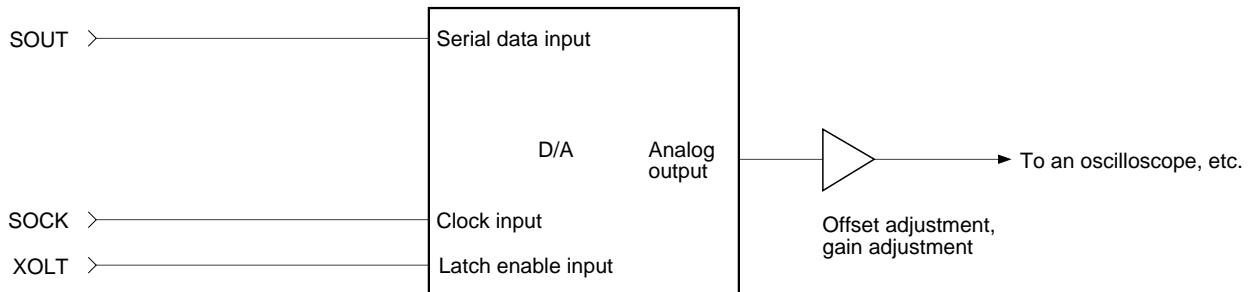 SOUT
Serial data input
D/A
Analog
output
To an oscilloscope, etc.
SOCK
Clock input
Offset adjustment,
gain adjustment
XOLT
Latch enable input